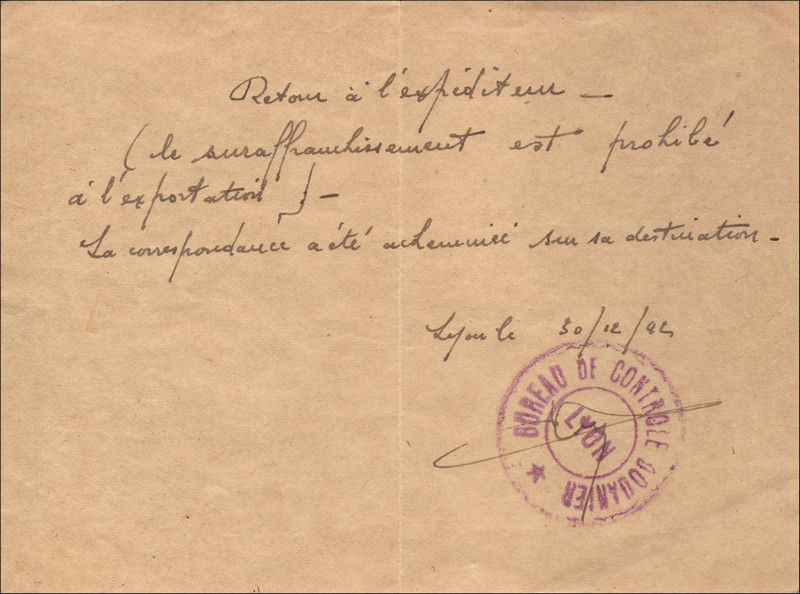 Retour à l'expéditeur —
( le suraffranchissement est prohibé
à l'exportation ) —
La correspondance a été acheminée sur sa destination —
Lyon le 30/12/42
BUREAU DE CONTROLE DOUANIER
LYON